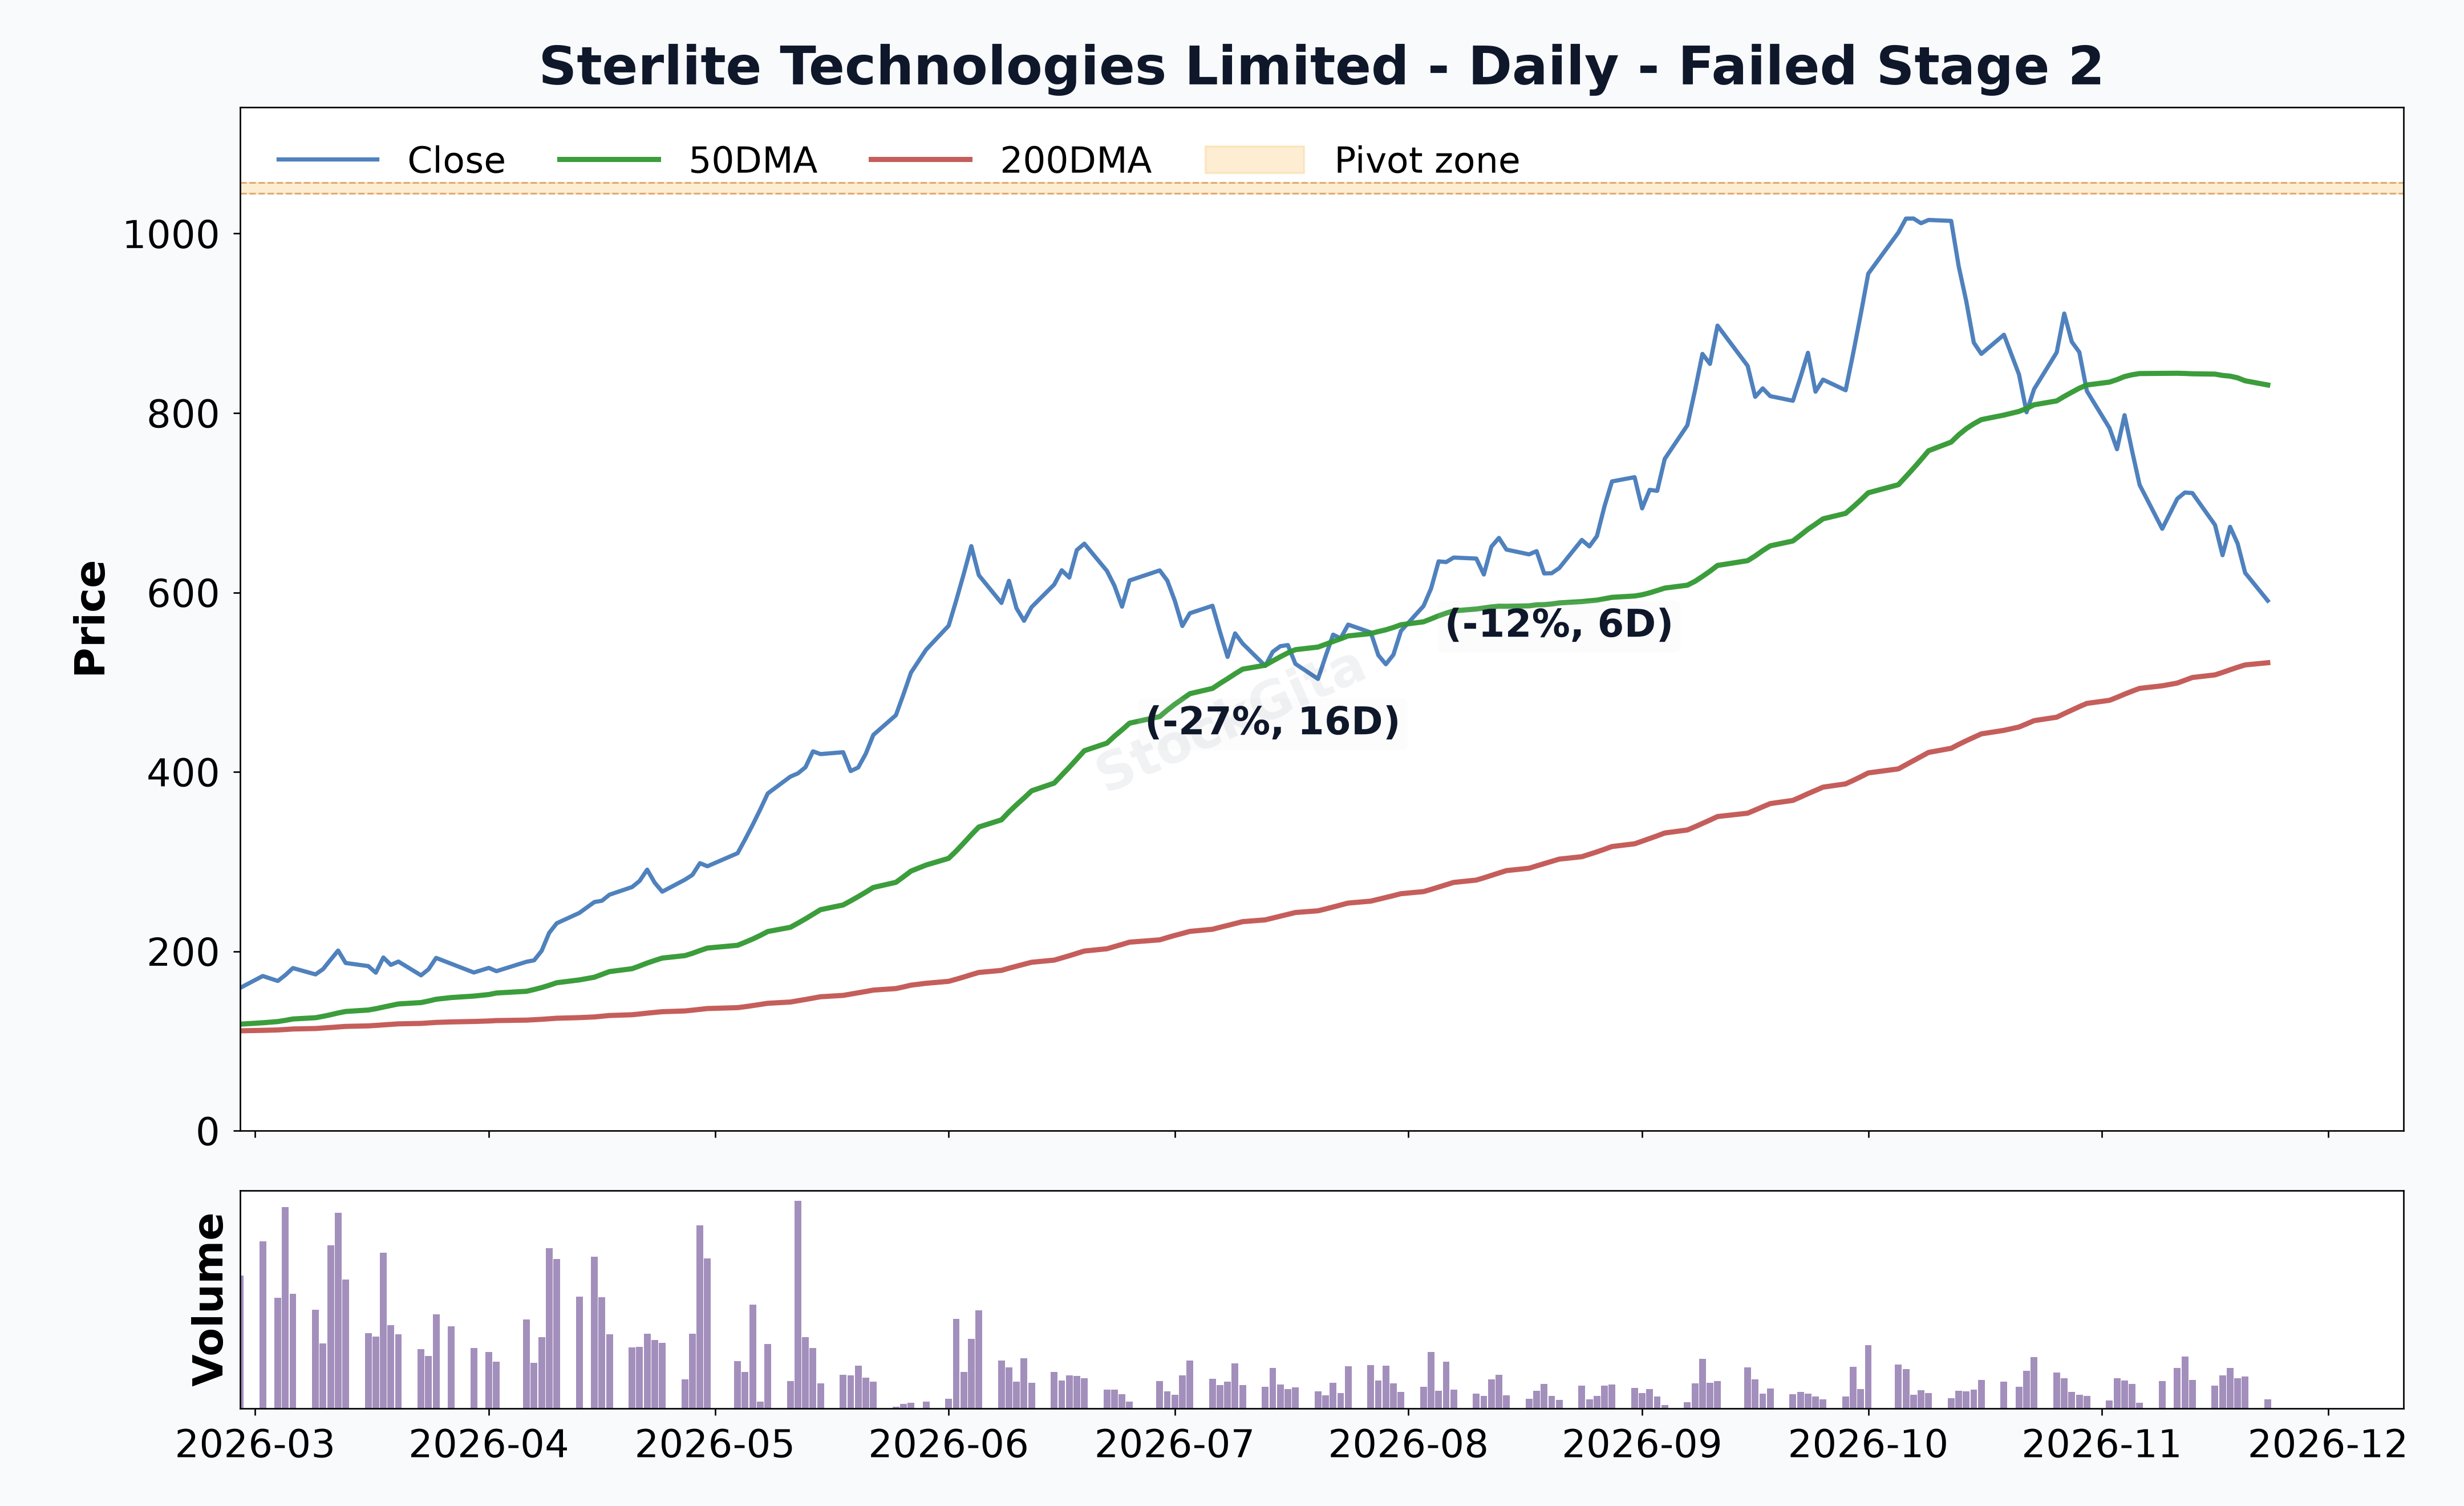 Sterlite Technologies Limited - Daily - Failed Stage 2
Close 50DMA 200DMA Pivot zone
Price
1000
800
600
400
200
0
(-12%, 6D)
(-27%, 16D)
StockGita
Volume
2026-03 2026-04 2026-05 2026-06 2026-07 2026-08 2026-09 2026-10 2026-11 2026-12